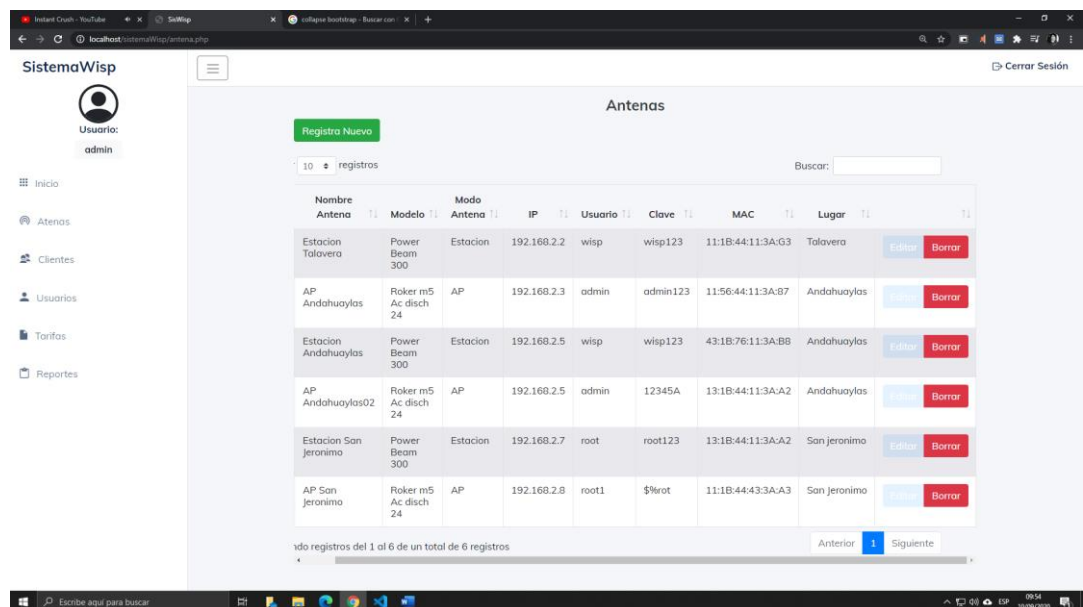 Instant Crush - YouTube
SisWisp
collapse bootstrap - Buscar con
localhost/sistemaWisp/antena.php
SistemaWisp
Cerrar Sesión
Usuario:
admin
Inicio
Atenas
Clientes
Usuarios
Tarifas
Reportes
Antenas
Registra Nuevo
10 registros
Buscar:
Nombre Antena Modelo Modo Antena IP Usuario Clave MAC Lugar
Estacion Talavera Power Beam 300 Estacion 192.168.2.2 wisp wisp123 11:1B:44:11:3A:G3 Talavera Editar Borrar
AP Andahuaylas Roker m5 Ac disch 24 AP 192.168.2.3 admin admin123 11:56:44:11:3A:87 Andahuaylas Editar Borrar
Estacion Andahuaylas Power Beam 300 Estacion 192.168.2.5 wisp wisp123 43:1B:76:11:3A:B8 Andahuaylas Editar Borrar
AP Andahuaylas02 Roker m5 Ac disch 24 AP 192.168.2.5 admin 12345A 13:1B:44:11:3A:A2 Andahuaylas Editar Borrar
Estacion San Jeronimo Power Beam 300 Estacion 192.168.2.7 root root123 13:1B:44:11:3A:A2 San jeronimo Editar Borrar
AP San Jeronimo Roker m5 Ac disch 24 AP 192.168.2.8 root1 $%rot 11:1B:44:43:3A:A3 San Jeronimo Editar Borrar
ndo registros del 1 al 6 de un total de 6 registros
Anterior 1 Siguiente
Escribe aquí para buscar
ESP
09:54
10/09/2020